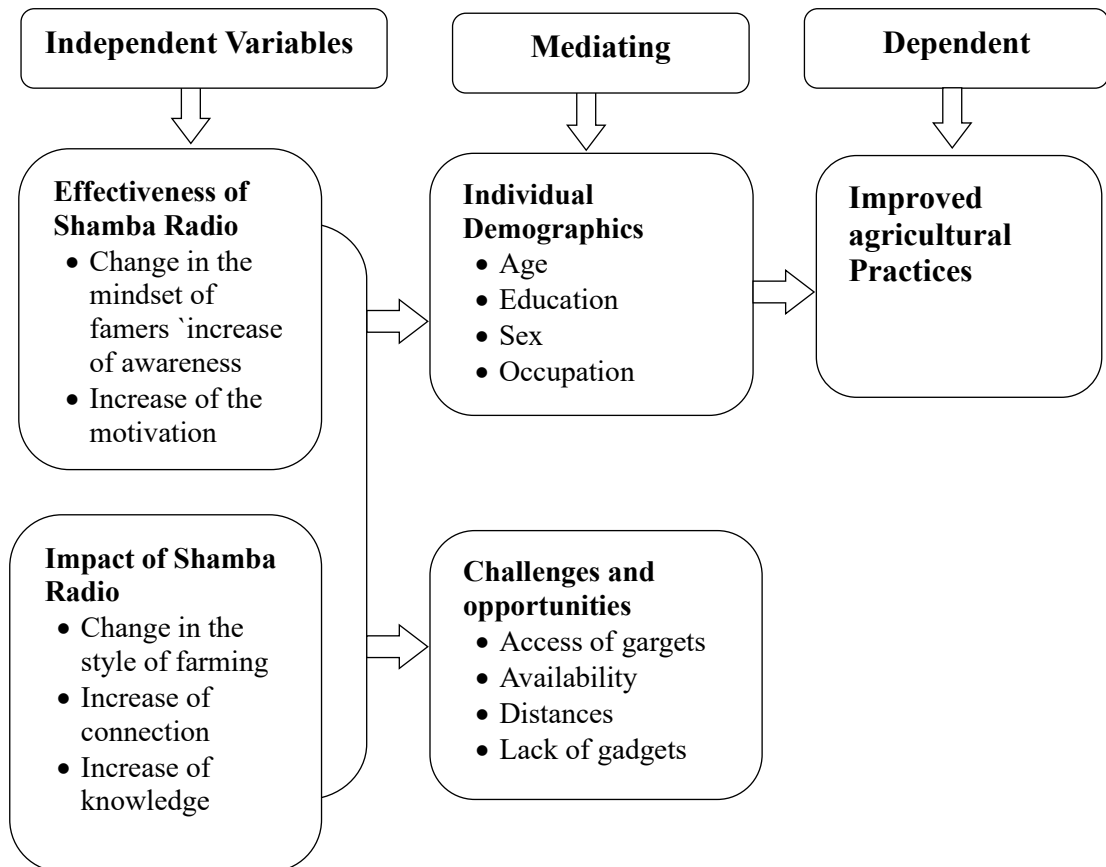 Independent Variables
Mediating
Dependent
Effectiveness of
Shamba Radio
• Change in the
mindset of
famers `increase
of awareness
• Increase of the
motivation
Individual
Demographics
• Age
• Education
• Sex
• Occupation
Improved
agricultural
Practices
Impact of Shamba
Radio
• Change in the
style of farming
• Increase of
connection
• Increase of
knowledge
Challenges and
opportunities
• Access of gargets
• Availability
• Distances
• Lack of gadgets